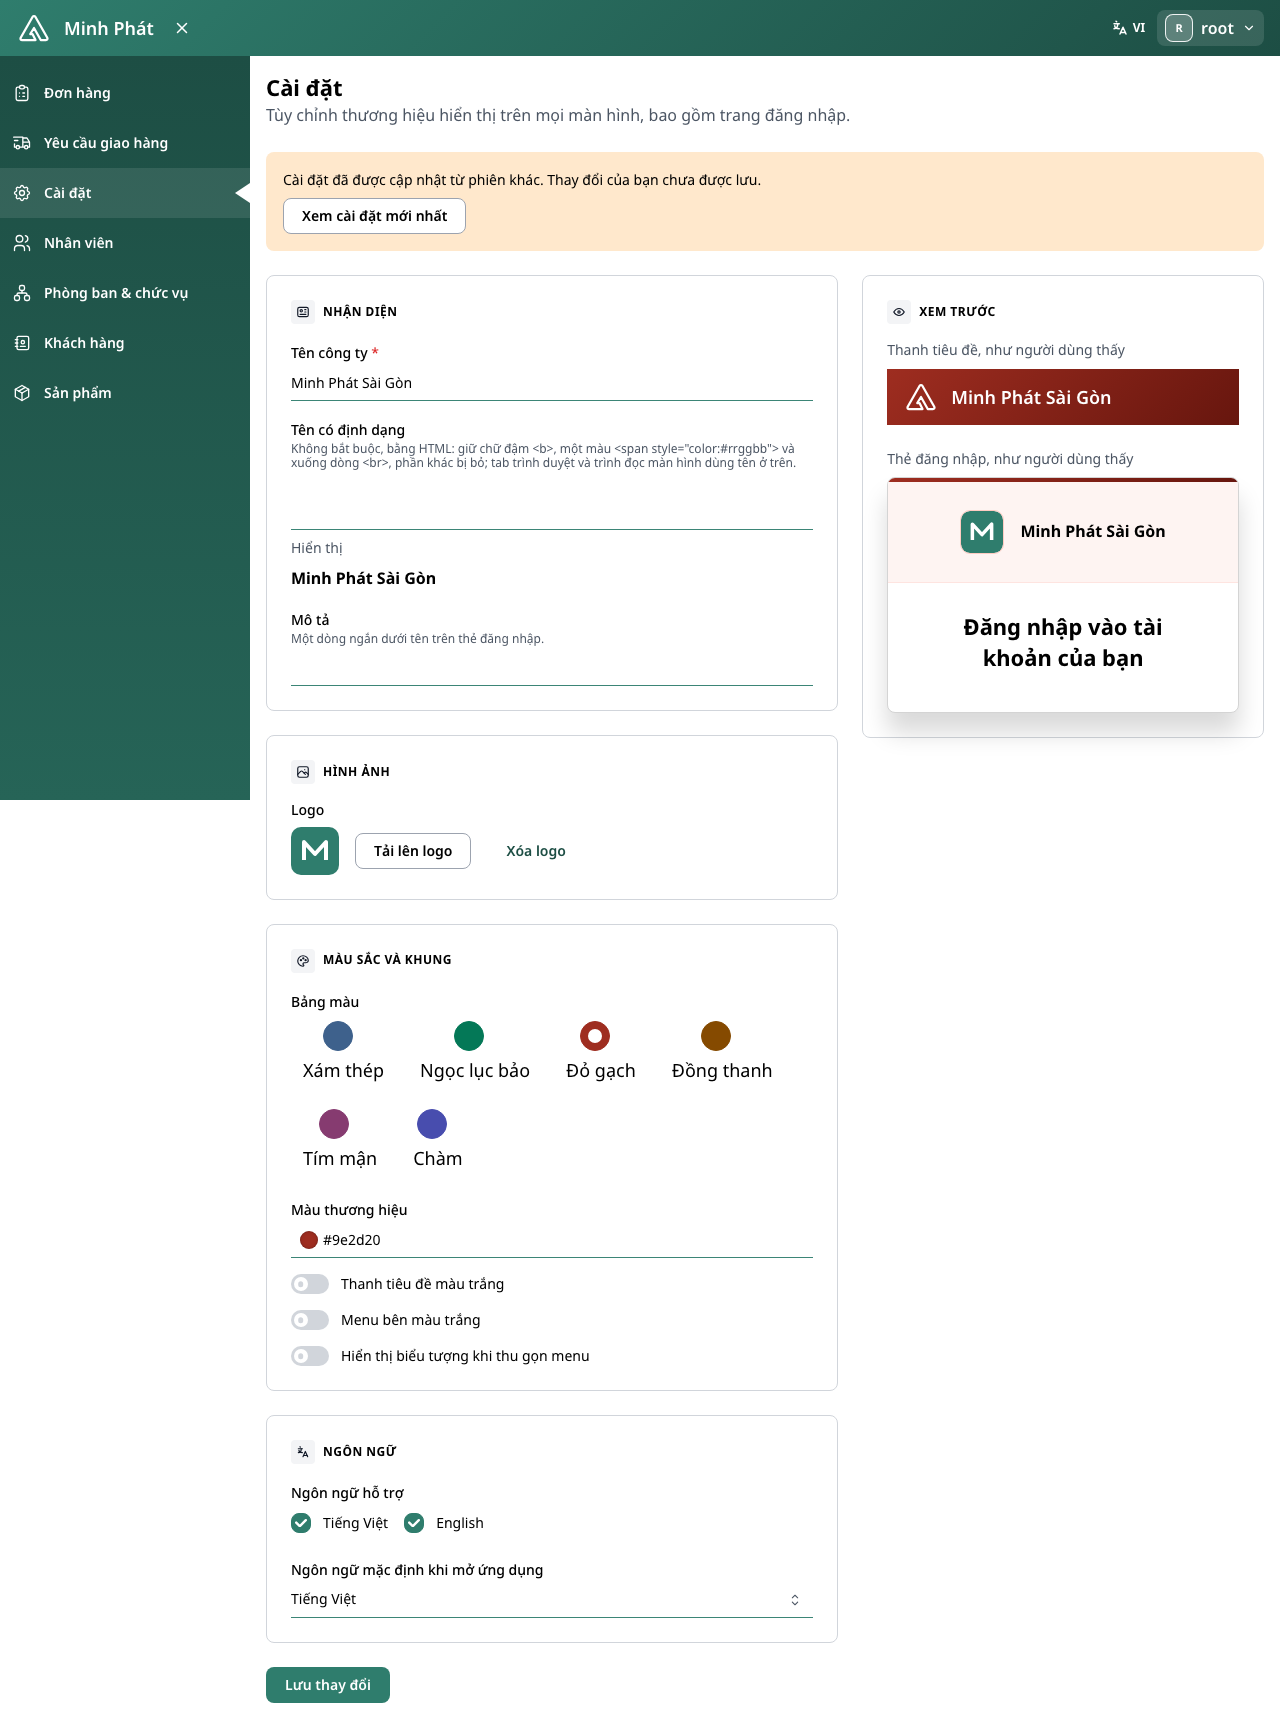 Minh Phát
VI
R
root
Đơn hàng
Yêu cầu giao hàng
Cài đặt
Nhân viên
Phòng ban & chức vụ
Khách hàng
Sản phẩm
Cài đặt
Tùy chỉnh thương hiệu hiển thị trên mọi màn hình, bao gồm trang đăng nhập.
Cài đặt đã được cập nhật từ phiên khác. Thay đổi của bạn chưa được lưu.
Xem cài đặt mới nhất
NHẬN DIỆN
Tên công ty *
Minh Phát Sài Gòn
Tên có định dạng
Không bắt buộc, bằng HTML: giữ chữ đậm <b>, một màu <span style="color:#rrggbb"> và
xuống dòng <br>, phần khác bị bỏ; tab trình duyệt và trình đọc màn hình dùng tên ở trên.
Hiển thị
Minh Phát Sài Gòn
Mô tả
Một dòng ngắn dưới tên trên thẻ đăng nhập.
XEM TRƯỚC
Thanh tiêu đề, như người dùng thấy
Minh Phát Sài Gòn
Thẻ đăng nhập, như người dùng thấy
Minh Phát Sài Gòn
Đăng nhập vào tài
khoản của bạn
HÌNH ẢNH
Logo
Tải lên logo
Xóa logo
MÀU SẮC VÀ KHUNG
Bảng màu
Xám thép
Ngọc lục bảo
Đỏ gạch
Đồng thanh
Tím mận
Chàm
Màu thương hiệu
#9e2d20
Thanh tiêu đề màu trắng
Menu bên màu trắng
Hiển thị biểu tượng khi thu gọn menu
NGÔN NGỮ
Ngôn ngữ hỗ trợ
Tiếng Việt
English
Ngôn ngữ mặc định khi mở ứng dụng
Tiếng Việt
Lưu thay đổi